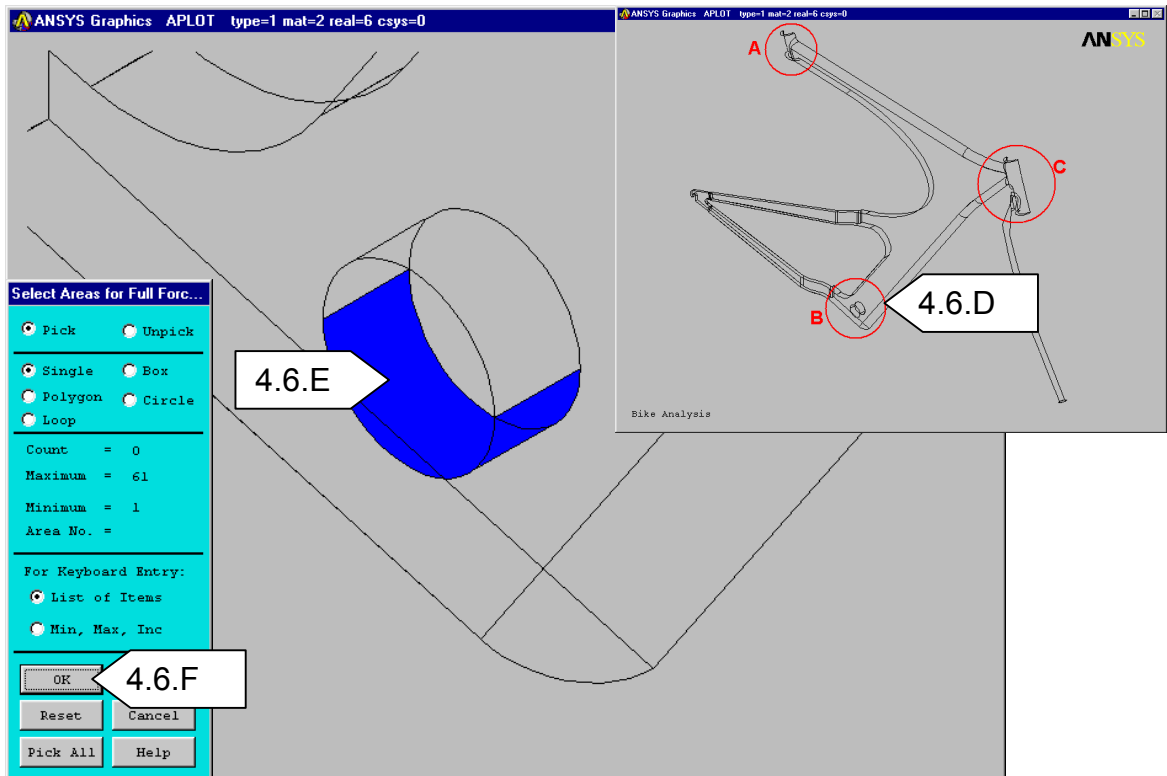 ANSYS Graphics APLOT type=1 mat=2 real=6 csys=0
ANSYS Graphics APLOT type=1 mat=2 real=6 csys=0
ANSYS
A
C
B
4.6.D
Bike Analysis
4.6.E
Select Areas for Full Forc...
Pick Unpick
Single Box
Polygon Circle
Loop
Count = 0
Maximum = 61
Minimum = 1
Area No. =
For Keyboard Entry:
List of Items
Min, Max, Inc
OK
4.6.F
Reset Cancel
Pick All Help